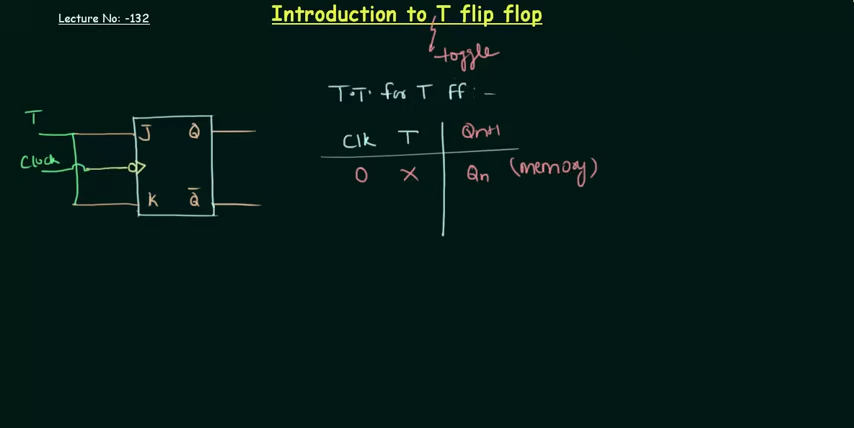 Lecture No: -132
Introduction to T flip flop
toggle
T.T. for T ff :-
T
Clock
J Q
K Q̅
Clk T Qn+1
0 X Qn (memory)